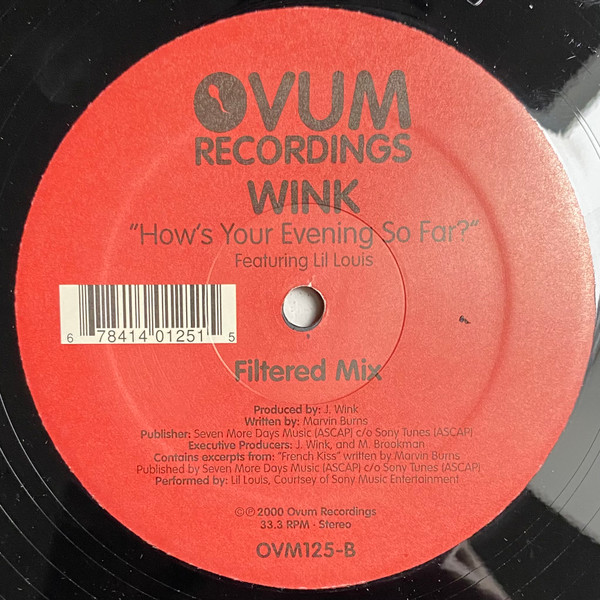 OVUM
RECORDINGS
WINK
"How's Your Evening So Far?"
Featuring Lil Louis
6 78414 01251 5
Filtered Mix
Produced by: J. Wink
Written by: Marvin Burns
Publisher: Seven More Days Music (ASCAP) c/o Sony Tunes (ASCAP)
Executive Producers: J. Wink, and M. Brookman
Contains excerpts from: "French Kiss" written by Marvin Burns
Published by Seven More Days Music (ASCAP) c/o Sony Tunes (ASCAP)
Performed by: Lil Louis, Courtsey of Sony Music Entertainment
©℗ 2000 Ovum Recordings
33.3 RPM · Stereo
OVM125-B